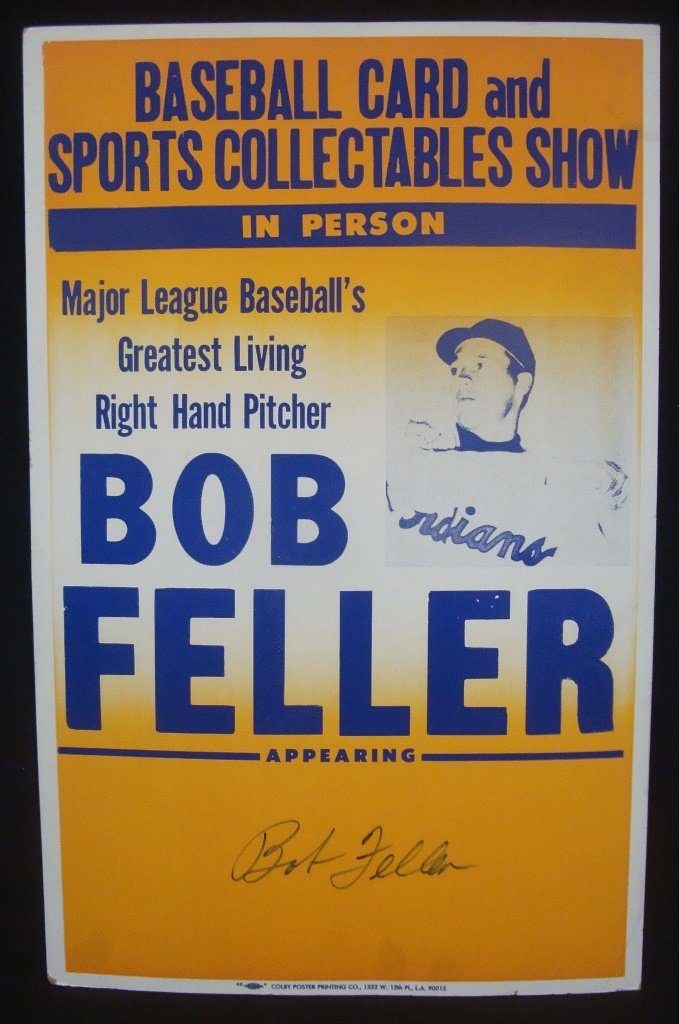 BASEBALL CARD and
SPORTS COLLECTABLES SHOW
IN PERSON
Major League Baseball's
Greatest Living
Right Hand Pitcher
BOB
FELLER
Indians
APPEARING
Bob Feller
COLBY POSTER PRINTING CO., 1332 W. 12th Pl., L.A. 90015